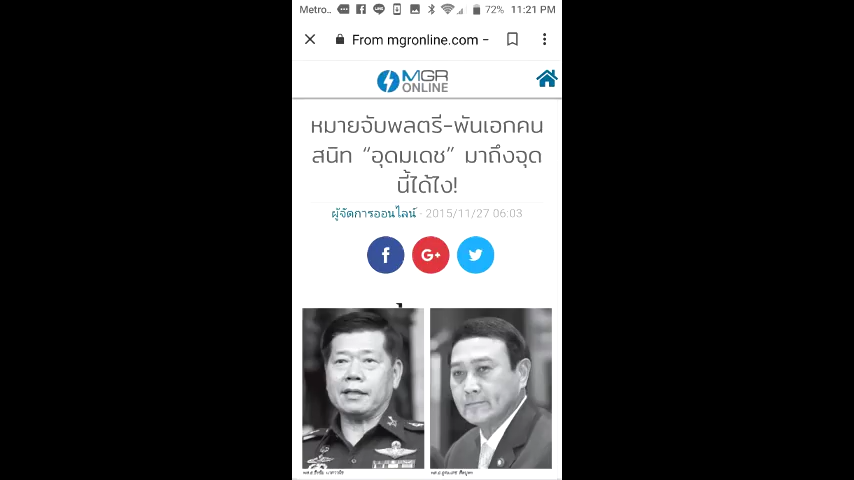 Metro.. 72% 11:21 PM
From mgronline.com –
MGR
ONLINE
หมายจับพลตรี-พันเอกคน
สนิท “อุดมเดช” มาถึงจุด
นี้ได้ไง!
ผู้จัดการออนไลน์ - 2015/11/27 06:03
f G+